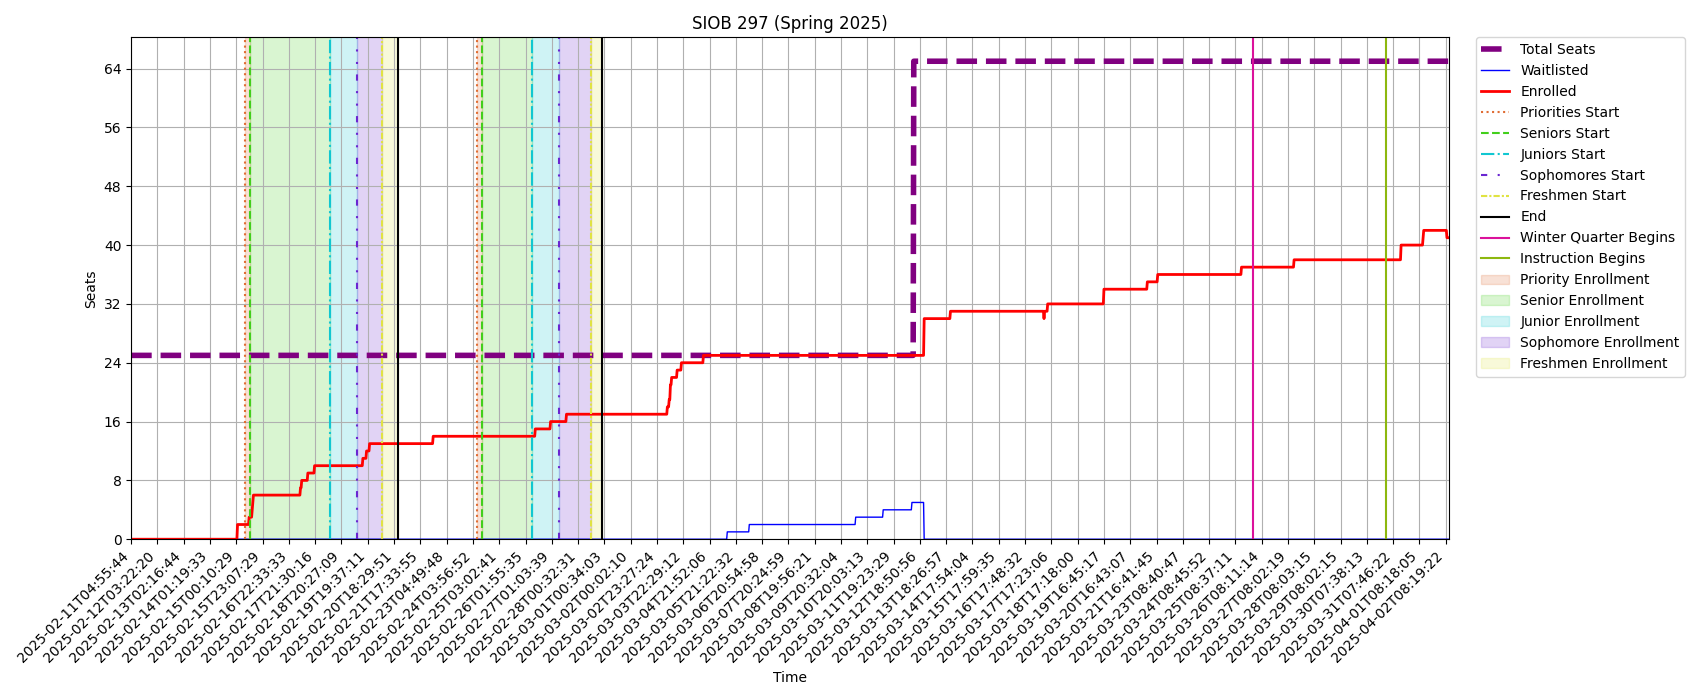 SIOB 297 (Spring 2025)
64
56
48
40
32
24
16
8
0
Seats
2025-02-11T04:55:44
2025-02-12T03:22:20
2025-02-13T02:16:44
2025-02-14T01:19:33
2025-02-15T00:10:29
2025-02-15T23:07:29
2025-02-16T22:33:33
2025-02-17T21:30:16
2025-02-18T20:27:09
2025-02-19T19:37:11
2025-02-20T18:29:51
2025-02-21T17:33:55
2025-02-23T04:49:48
2025-02-24T03:56:52
2025-02-25T03:02:41
2025-02-26T01:55:35
2025-02-27T01:03:39
2025-02-28T00:32:31
2025-03-01T00:34:03
2025-03-02T00:02:10
2025-03-02T23:27:24
2025-03-03T22:29:12
2025-03-04T21:52:06
2025-03-05T21:22:32
2025-03-06T20:54:58
2025-03-07T20:24:59
2025-03-08T19:56:21
2025-03-09T20:32:04
2025-03-10T20:03:13
2025-03-11T19:23:29
2025-03-12T18:50:56
2025-03-13T18:26:57
2025-03-14T17:54:04
2025-03-15T17:59:35
2025-03-16T17:48:32
2025-03-17T17:23:06
2025-03-18T17:18:00
2025-03-19T16:45:17
2025-03-20T16:43:07
2025-03-21T16:41:45
2025-03-23T08:40:47
2025-03-24T08:45:52
2025-03-25T08:37:11
2025-03-26T08:11:14
2025-03-27T08:02:19
2025-03-28T08:03:15
2025-03-29T08:02:15
2025-03-30T07:38:13
2025-03-31T07:46:22
2025-04-01T08:18:05
2025-04-02T08:19:22
Time
Total Seats
Waitlisted
Enrolled
Priorities Start
Seniors Start
Juniors Start
Sophomores Start
Freshmen Start
End
Winter Quarter Begins
Instruction Begins
Priority Enrollment
Senior Enrollment
Junior Enrollment
Sophomore Enrollment
Freshmen Enrollment